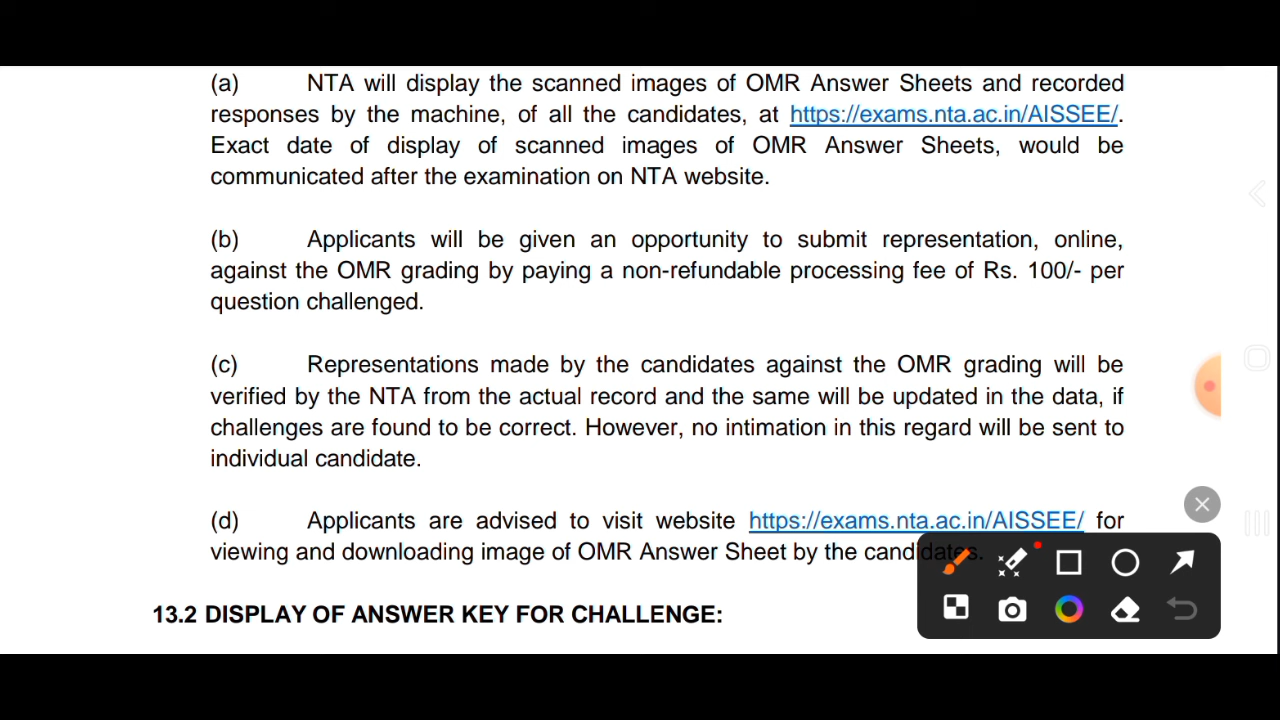 (a) NTA will display the scanned images of OMR Answer Sheets and recorded
responses by the machine, of all the candidates, at https://exams.nta.ac.in/AISSEE/.
Exact date of display of scanned images of OMR Answer Sheets, would be
communicated after the examination on NTA website.
(b) Applicants will be given an opportunity to submit representation, online,
against the OMR grading by paying a non-refundable processing fee of Rs. 100/- per
question challenged.
(c) Representations made by the candidates against the OMR grading will be
verified by the NTA from the actual record and the same will be updated in the data, if
challenges are found to be correct. However, no intimation in this regard will be sent to
individual candidate.
(d) Applicants are advised to visit website https://exams.nta.ac.in/AISSEE/ for
viewing and downloading image of OMR Answer Sheet by the candidates.
13.2 DISPLAY OF ANSWER KEY FOR CHALLENGE: